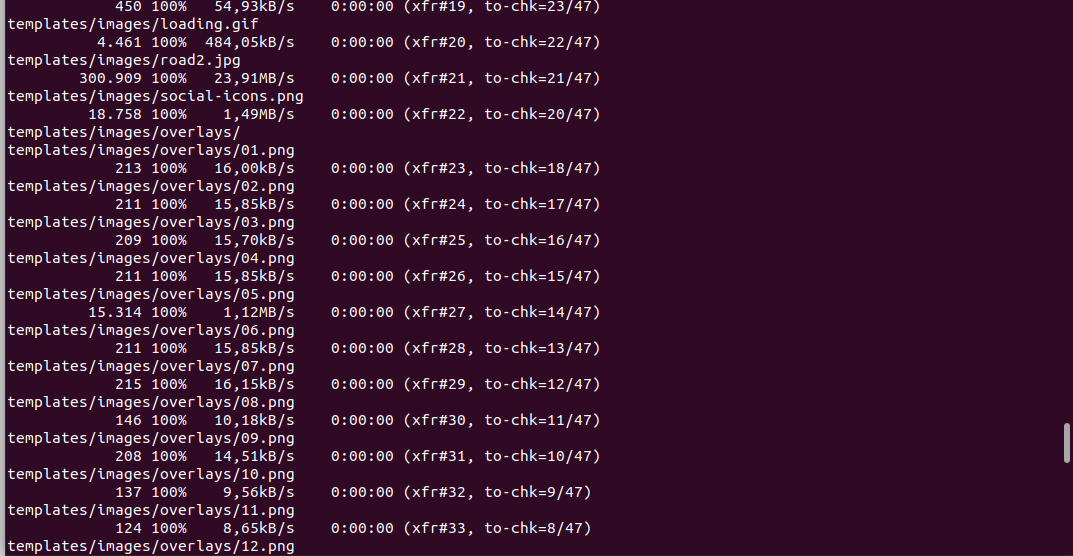 450 100%   54,93kB/s    0:00:00 (xfr#19, to-chk=23/47)
templates/images/loading.gif
4.461 100%  484,05kB/s    0:00:00 (xfr#20, to-chk=22/47)
templates/images/road2.jpg
300.909 100%   23,91MB/s    0:00:00 (xfr#21, to-chk=21/47)
templates/images/social-icons.png
18.758 100%    1,49MB/s    0:00:00 (xfr#22, to-chk=20/47)
templates/images/overlays/
templates/images/overlays/01.png
213 100%   16,00kB/s    0:00:00 (xfr#23, to-chk=18/47)
templates/images/overlays/02.png
211 100%   15,85kB/s    0:00:00 (xfr#24, to-chk=17/47)
templates/images/overlays/03.png
209 100%   15,70kB/s    0:00:00 (xfr#25, to-chk=16/47)
templates/images/overlays/04.png
211 100%   15,85kB/s    0:00:00 (xfr#26, to-chk=15/47)
templates/images/overlays/05.png
15.314 100%    1,12MB/s    0:00:00 (xfr#27, to-chk=14/47)
templates/images/overlays/06.png
211 100%   15,85kB/s    0:00:00 (xfr#28, to-chk=13/47)
templates/images/overlays/07.png
215 100%   16,15kB/s    0:00:00 (xfr#29, to-chk=12/47)
templates/images/overlays/08.png
146 100%   10,18kB/s    0:00:00 (xfr#30, to-chk=11/47)
templates/images/overlays/09.png
208 100%   14,51kB/s    0:00:00 (xfr#31, to-chk=10/47)
templates/images/overlays/10.png
137 100%    9,56kB/s    0:00:00 (xfr#32, to-chk=9/47)
templates/images/overlays/11.png
124 100%    8,65kB/s    0:00:00 (xfr#33, to-chk=8/47)
templates/images/overlays/12.png